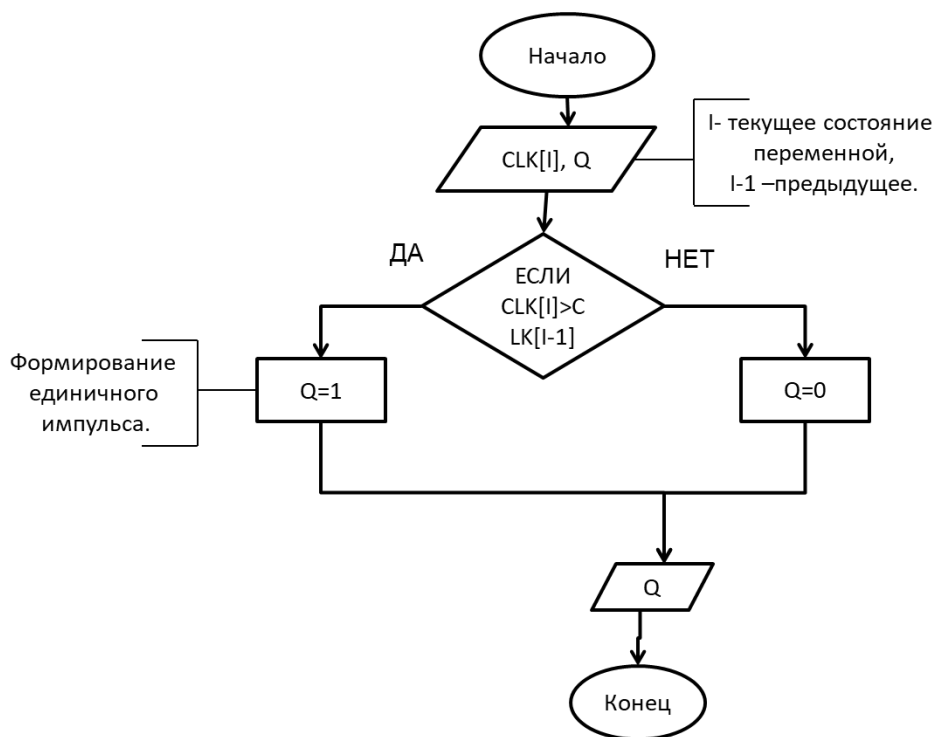 Начало
CLK[I], Q
I- текущее состояние
переменной,
I-1 –предыдущее.
ДА
НЕТ
ЕСЛИ
CLK[I]>C
LK[I-1]
Формирование
единичного
импульса.
Q=1
Q=0
Q
Конец